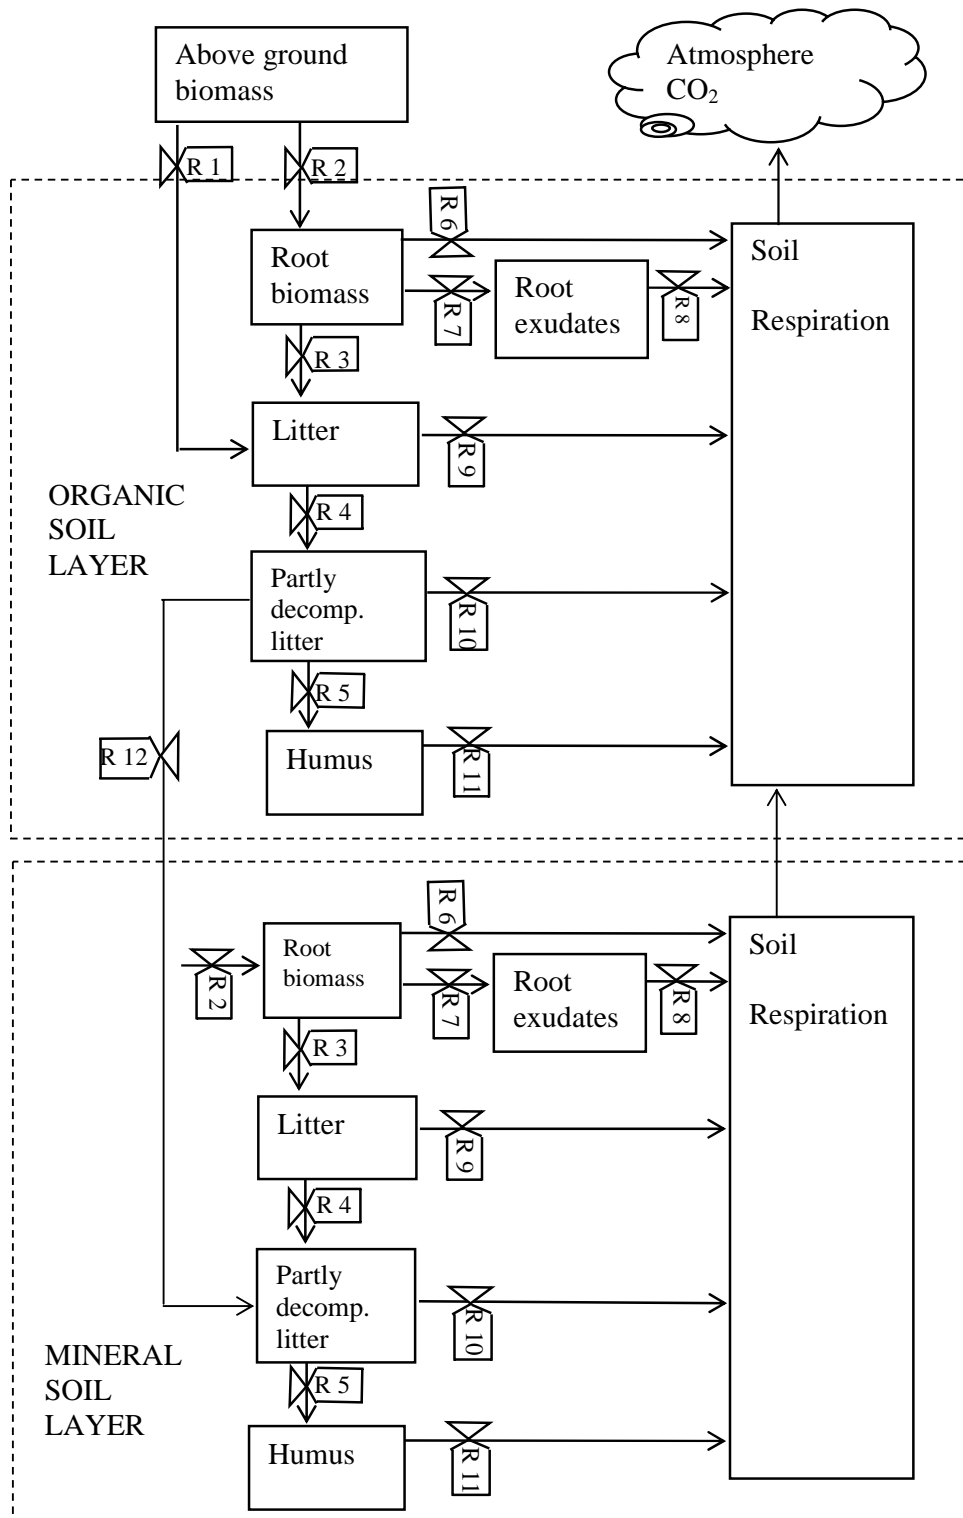 Above ground
biomass
Atmosphere
CO₂
R 1
R 2
R 6
Root
biomass
R 7
Root
exudates
R 8
Soil
Respiration
R 3
Litter
R 9
ORGANIC
SOIL
LAYER
R 4
Partly
decomp.
litter
R 10
R 5
R 12
Humus
R 11
R 6
Root
biomass
R 2
R 7
Root
exudates
R 8
Soil
Respiration
R 3
Litter
R 9
R 4
Partly
decomp.
litter
R 10
MINERAL
SOIL
LAYER
R 5
Humus
R 11